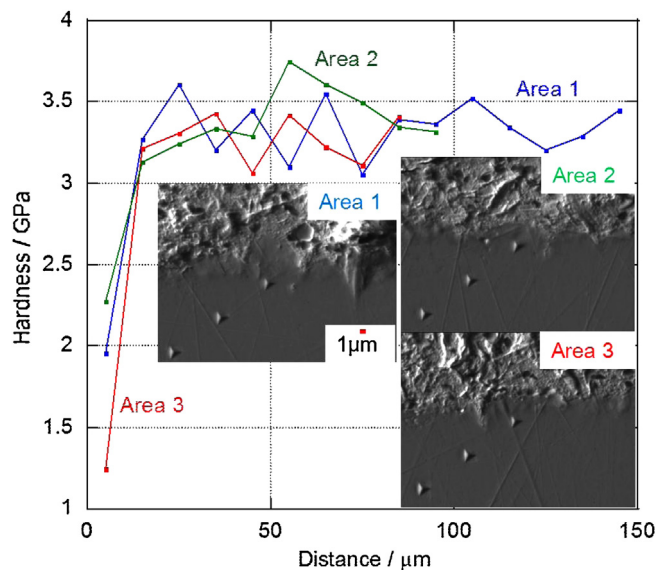 4
Area 2
3.5
Area 1
Hardness / GPa
3
Area 1
Area 2
2.5
2
1µm
Area 3
Area 3
1.5
1
0
50
100
150
Distance / µm